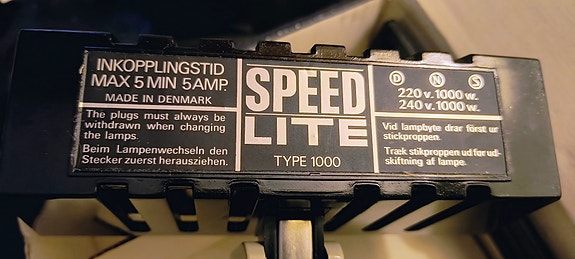 INKOPPLINGSTID
MAX 5 MIN 5 AMP.
MADE IN DENMARK
The plugs must always be
withdrawn when changing
the lamps.
Beim Lampenwechseln den
Stecker zuerst herausziehen.
SPEED
LITE
TYPE 1000
D N S
220 v. 1000 w.
240 v. 1000 w.
Vid lampbyte drar först ur
stickproppen.
Træk stikproppen ud før ud-
skiftning af lampe.